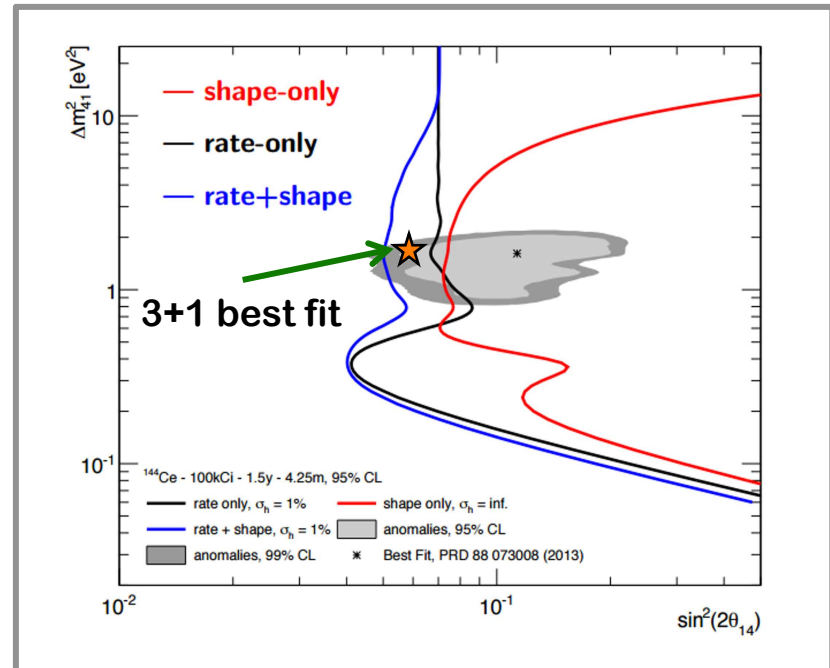 Δm²₄₁ [eV²]
10
1
10⁻¹
shape-only
rate-only
rate+shape
3+1 best fit
¹⁴⁴Ce - 100kCi - 1.5y - 4.25m, 95% CL
rate only, σₕ = 1%
shape only, σₕ = inf.
rate + shape, σₕ = 1%
anomalies, 95% CL
anomalies, 99% CL
Best Fit, PRD 88 073008 (2013)
10⁻²
10⁻¹
sin²(2θ₁₄)